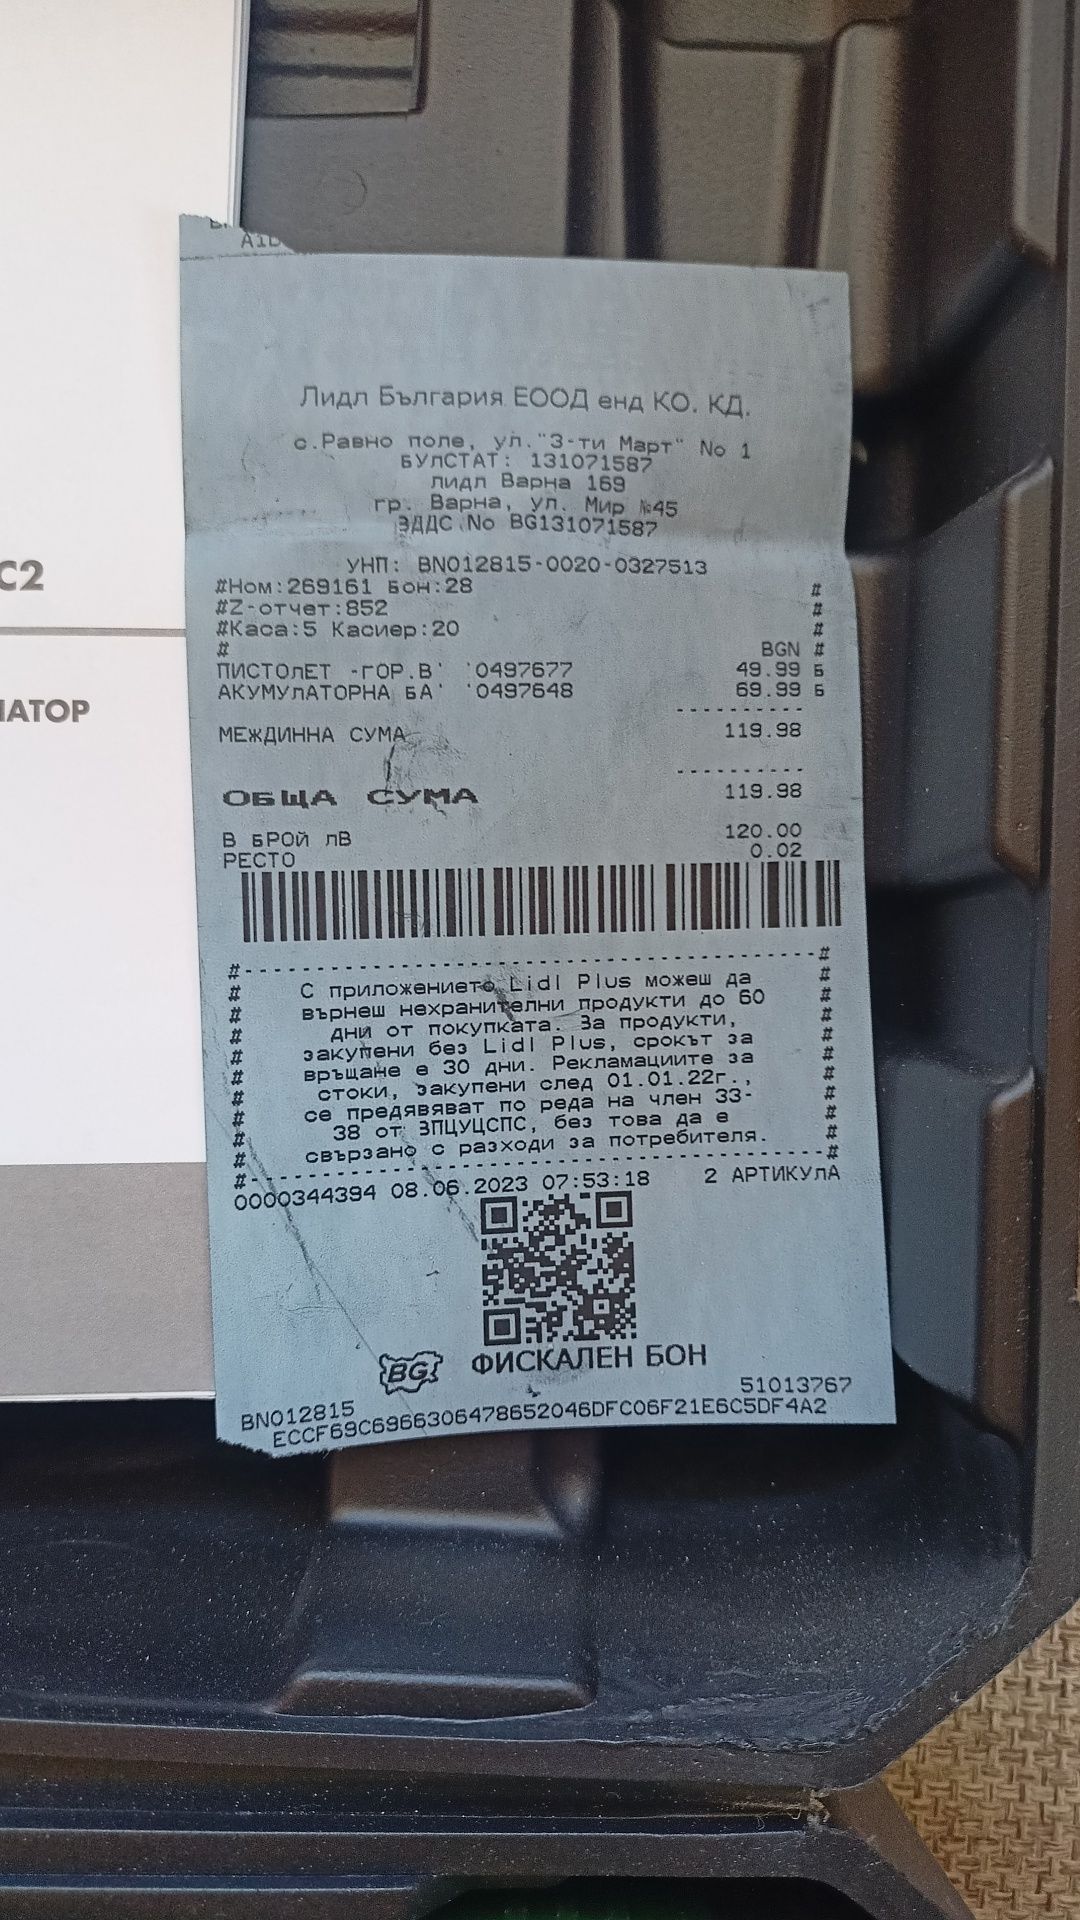 A1D
C2
ИАТОР
Лидл България ЕООД енд КО. КД.
с.Равно поле, ул."3-ти Март" No 1
БУЛСТАТ: 131071587
лидл Варна 169
гр. Варна, ул. Мир №45
ЗДДС No BG131071587
УНП: BN012815-0020-0327513
#Ном:269161 Бон:28 #
#Z-отчет:852 #
#Каса:5 Касиер:20 #
# BGN #
ПИСТОЛЕТ -ГОР.В' '0497677 49.99 Б
АКУМУЛАТОРНА БА' '0497648 69.99 Б
МЕЖДИННА СУМА 119.98
ОБЩА СУМА 119.98
В БРОЙ ЛВ 120.00
РЕСТО 0.02
С приложението Lidl Plus можеш да
върнеш нехранителни продукти до 60
дни от покупката. За продукти,
закупени без Lidl Plus, срокът за
връщане е 30 дни. Рекламациите за
стоки, закупени след 01.01.22г.,
се предявяват по реда на член 33-
38 от ЗПЦУЦСПС, без това да е
свързано с разходи за потребителя.
0000344394 08.06.2023 07:53:18 2 АРТИКУЛА
BG ФИСКАЛЕН БОН
BN012815 51013767
ECCF69C6966306478652046DFC06F21E6C5DF4A2